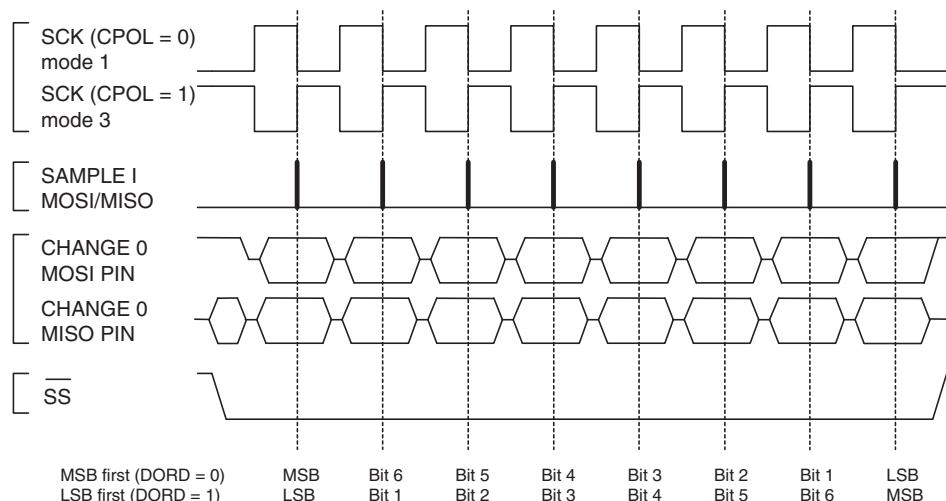 SCK (CPOL = 0)
mode 1
SCK (CPOL = 1)
mode 3
SAMPLE I
MOSI/MISO
CHANGE 0
MOSI PIN
CHANGE 0
MISO PIN
SS
MSB first (DORD = 0) MSB Bit 6 Bit 5 Bit 4 Bit 3 Bit 2 Bit 1 LSB
LSB first (DORD = 1) LSB Bit 1 Bit 2 Bit 3 Bit 4 Bit 5 Bit 6 MSB